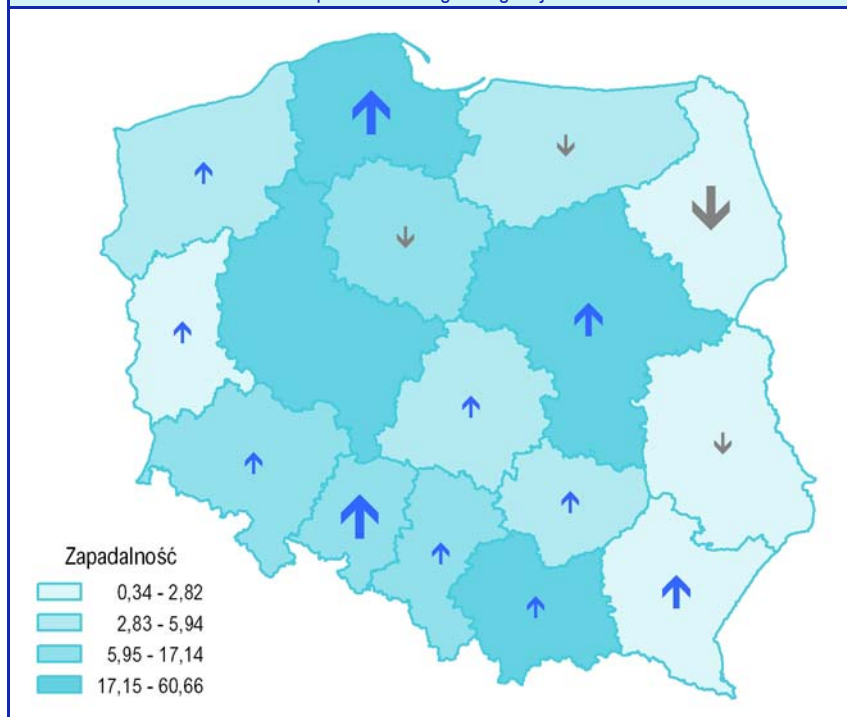 Zapadalność
0,34 - 2,82
2,83 - 5,94
5,95 - 17,14
17,15 - 60,66